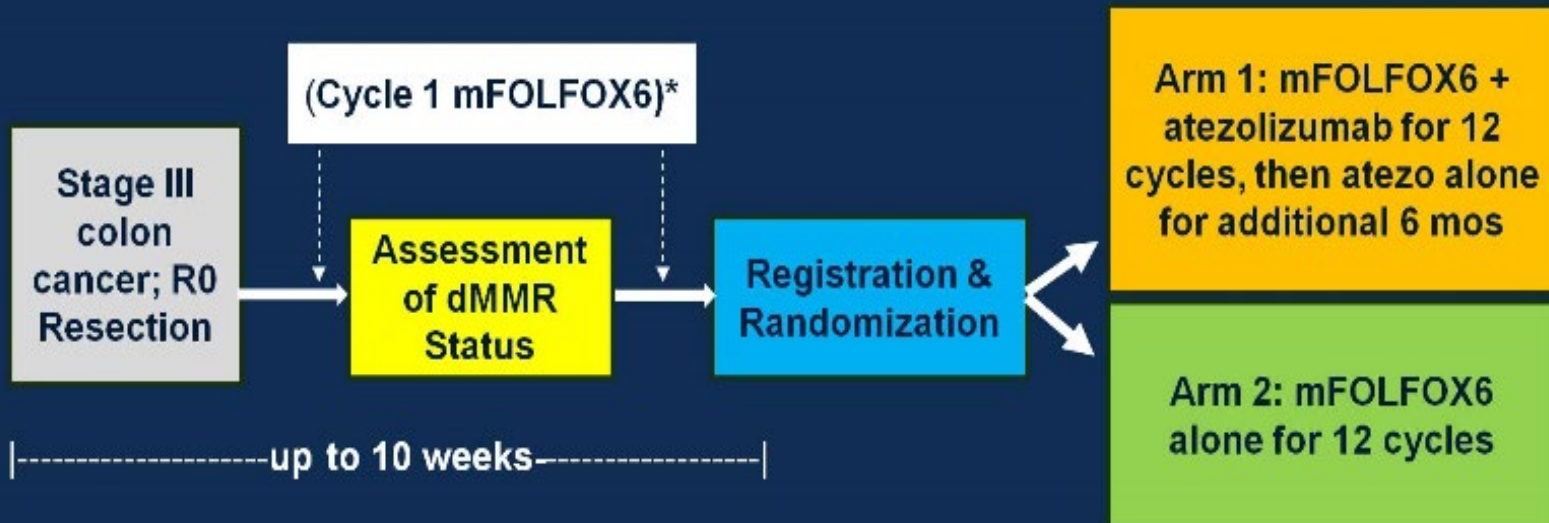 (Cycle 1 mFOLFOX6)*
Stage III
colon
cancer; R0
Resection
Assessment
of dMMR
Status
Registration &
Randomization
Arm 1: mFOLFOX6 +
atezolizumab for 12
cycles, then atezo alone
for additional 6 mos
Arm 2: mFOLFOX6
alone for 12 cycles
|--------------------up to 10 weeks-----------------|